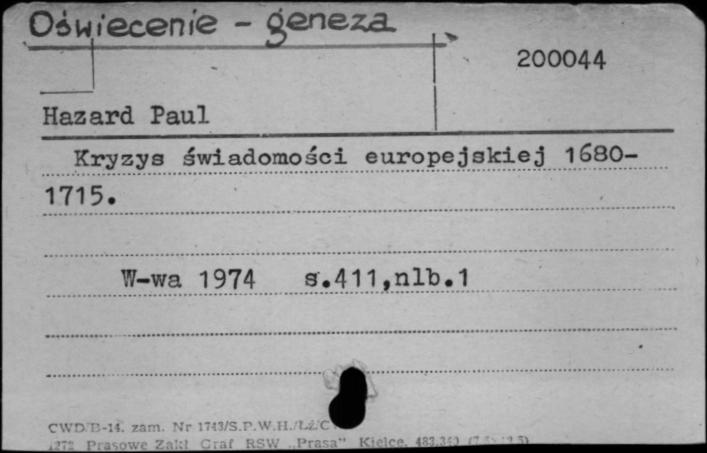 Oświecenie - geneza
200044
Hazard Paul
Kryzys świadomości europejskiej 1680-
1715.
W-wa 1974 s.411,nlb.1
CWD/B-14. zam. Nr 1743/S.P.W.H./
Prasowe Zakł Graf RSW „Prasa" Kielce.